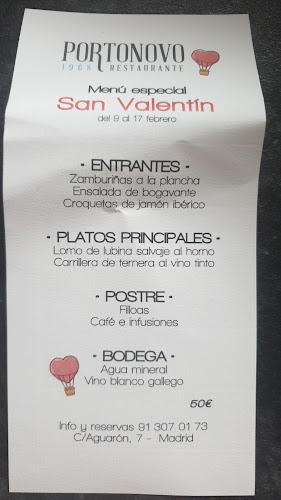 PORTONOVO
1968 RESTAURANTE
Menú especial
San Valentín
del 9 al 17 febrero
- ENTRANTES -
Zamburiñas a la plancha
Ensalada de bogavante
Croquetas de jamón ibérico
- PLATOS PRINCIPALES -
Lomo de lubina salvaje al horno
Carrillera de ternera al vino tinto
- POSTRE -
Filloas
Café e infusiones
- BODEGA -
Agua mineral
Vino blanco gallego
50€
Info y reservas 91 307 01 73
C/Aguarón, 7 - Madrid